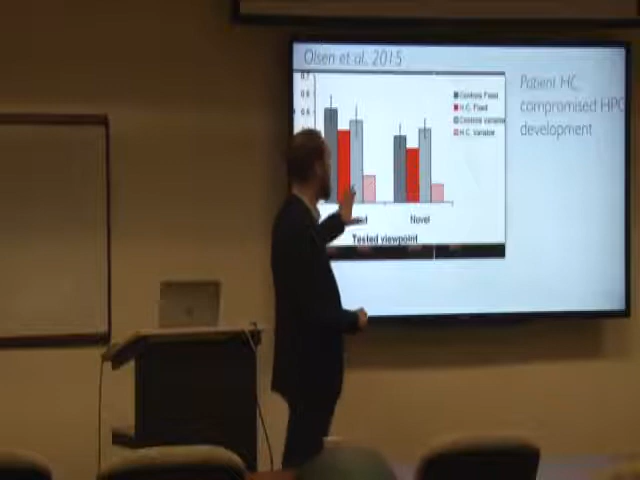 Olsen et al. 2015
Patient HC
compromised HPC
development
Controls Fixed
H.C. Fixed
Controls Variable
H.C. Variable
Novel
Tested viewpoint